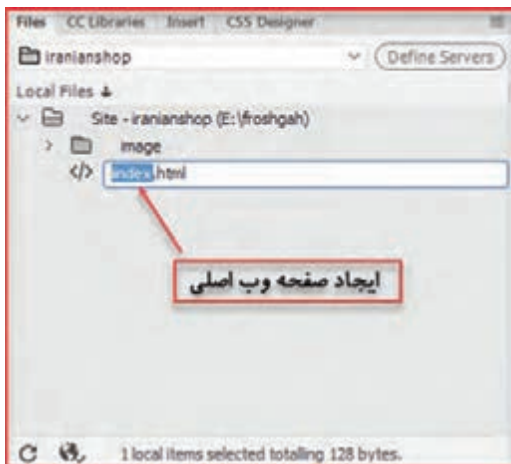 Files CC Libraries Insert CSS Designer
iranianshop Define Servers
Local Files
Site - iranianshop (E:\froshgah)
image
index.html
ایجاد صفحه وب اصلی
1 local items selected totalling 128 bytes.